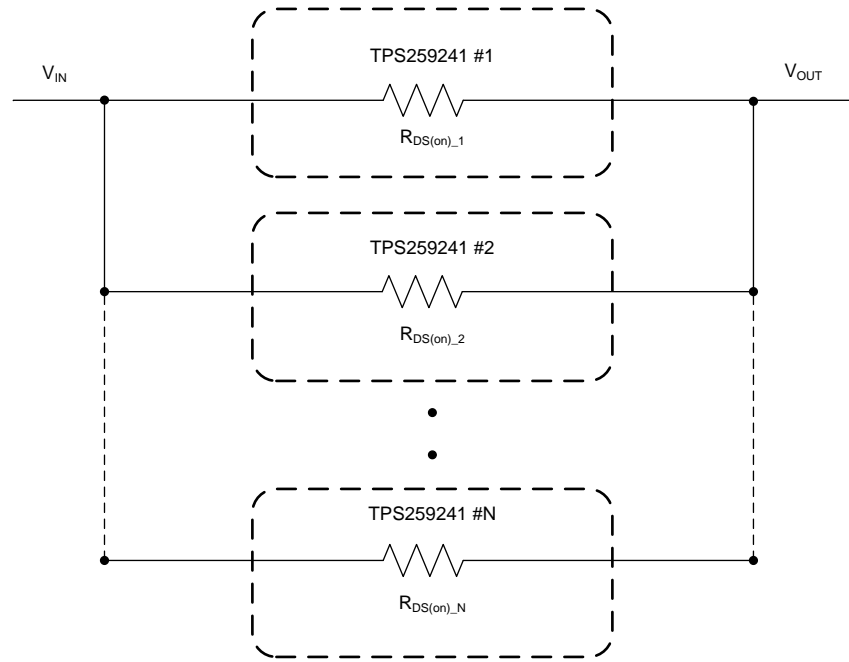 TPS259241 #1
V_IN
V_OUT
R_DS(on)_1
TPS259241 #2
R_DS(on)_2
TPS259241 #N
R_DS(on)_N